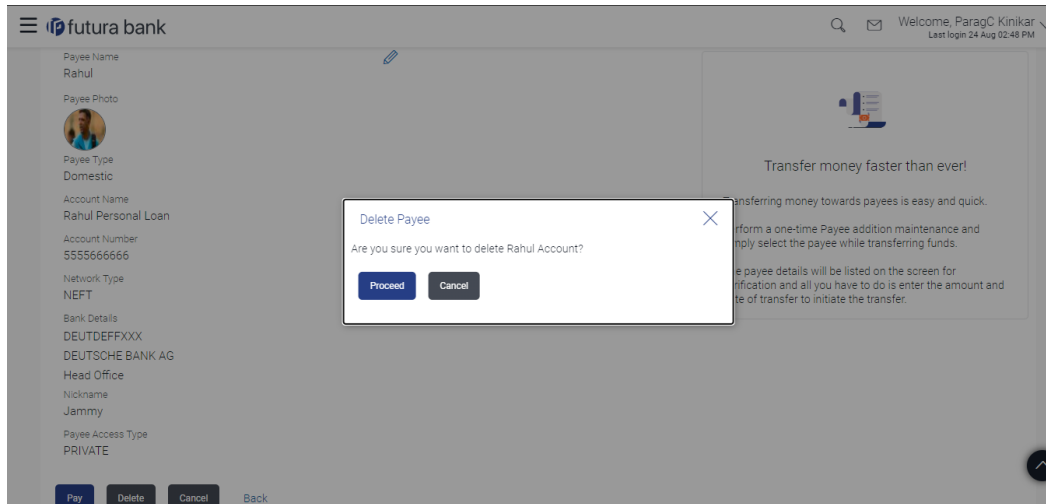 futura bank
Welcome, ParagC Kinikar
Last login 24 Aug 02:48 PM
Payee Name
Rahul
Payee Photo
Payee Type
Domestic
Account Name
Rahul Personal Loan
Account Number
5555666666
Network Type
NEFT
Bank Details
DEUTDEFFXXX
DEUTSCHE BANK AG
Head Office
Nickname
Jammy
Payee Access Type
PRIVATE
Pay Delete Cancel Back
Delete Payee
Are you sure you want to delete Rahul Account?
Proceed Cancel
Transfer money faster than ever!
money towards payees is easy and quick.
a one-time Payee addition maintenance and
select the payee while transferring funds.
payee details will be listed on the screen for
and all you have to do is enter the amount and
of transfer to initiate the transfer.